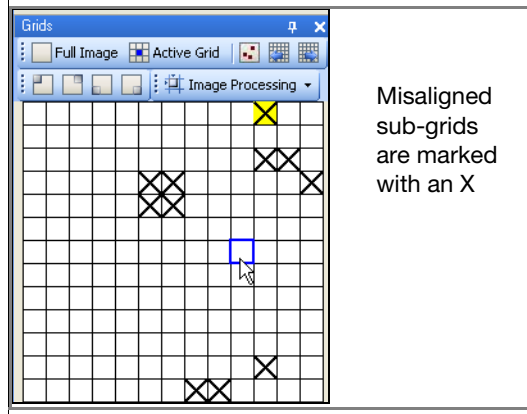 Grids
Full Image Active Grid
Image Processing
Misaligned
sub-grids
are marked
with an X